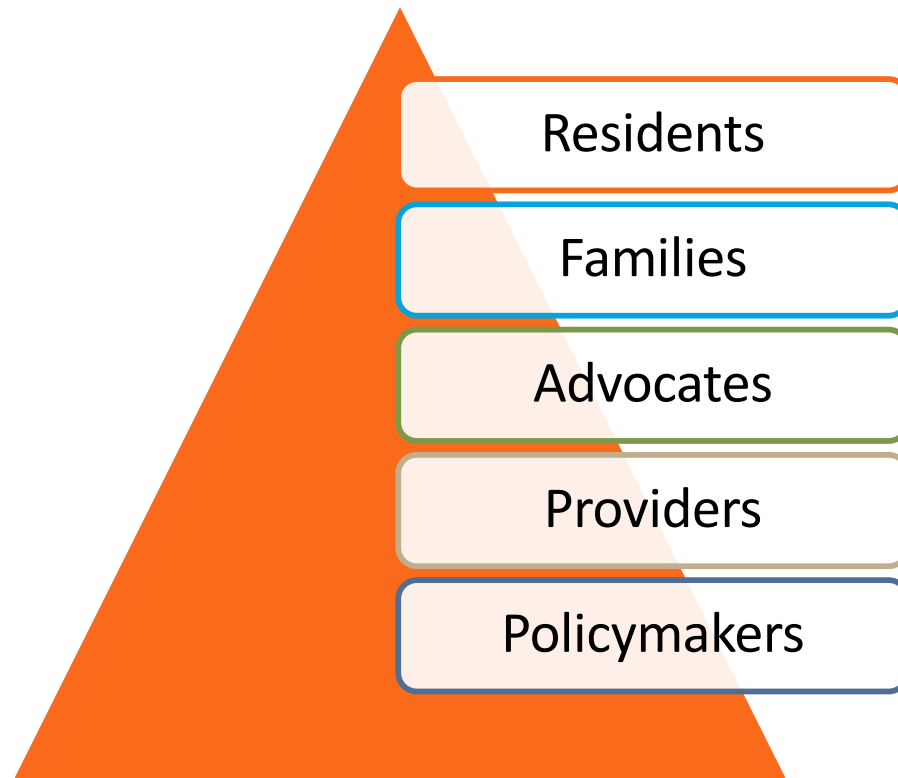 Residents
Families
Advocates
Providers
Policymakers